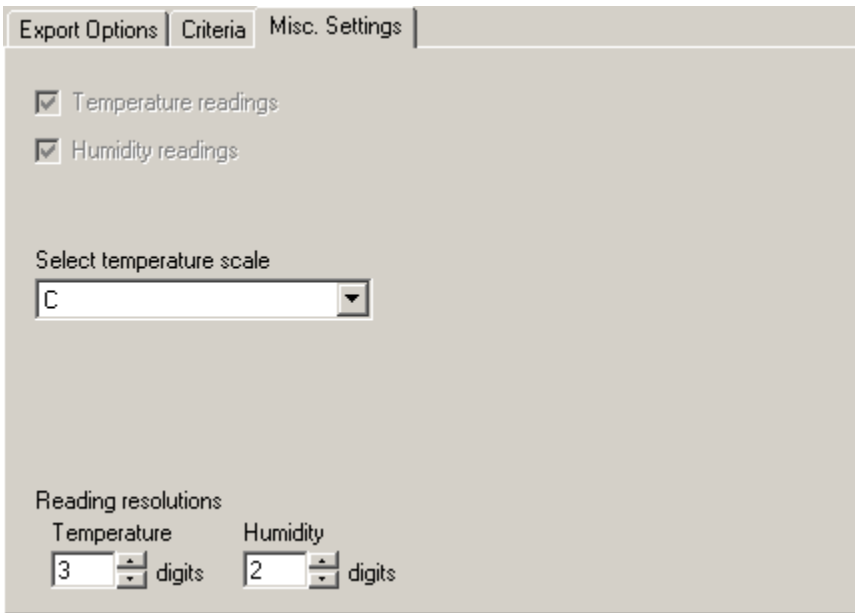 Export Options Criteria Misc. Settings
Temperature readings
Humidity readings
Select temperature scale
C
Reading resolutions
Temperature Humidity
3 digits 2 digits